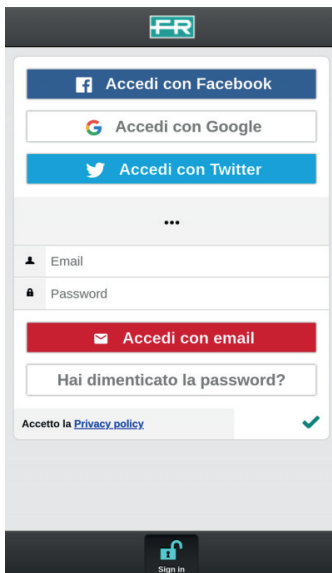 FR
Accedi con Facebook
Accedi con Google
Accedi con Twitter
...
Email
Password
Accedi con email
Hai dimenticato la password?
Accetto la Privacy policy
Sign in